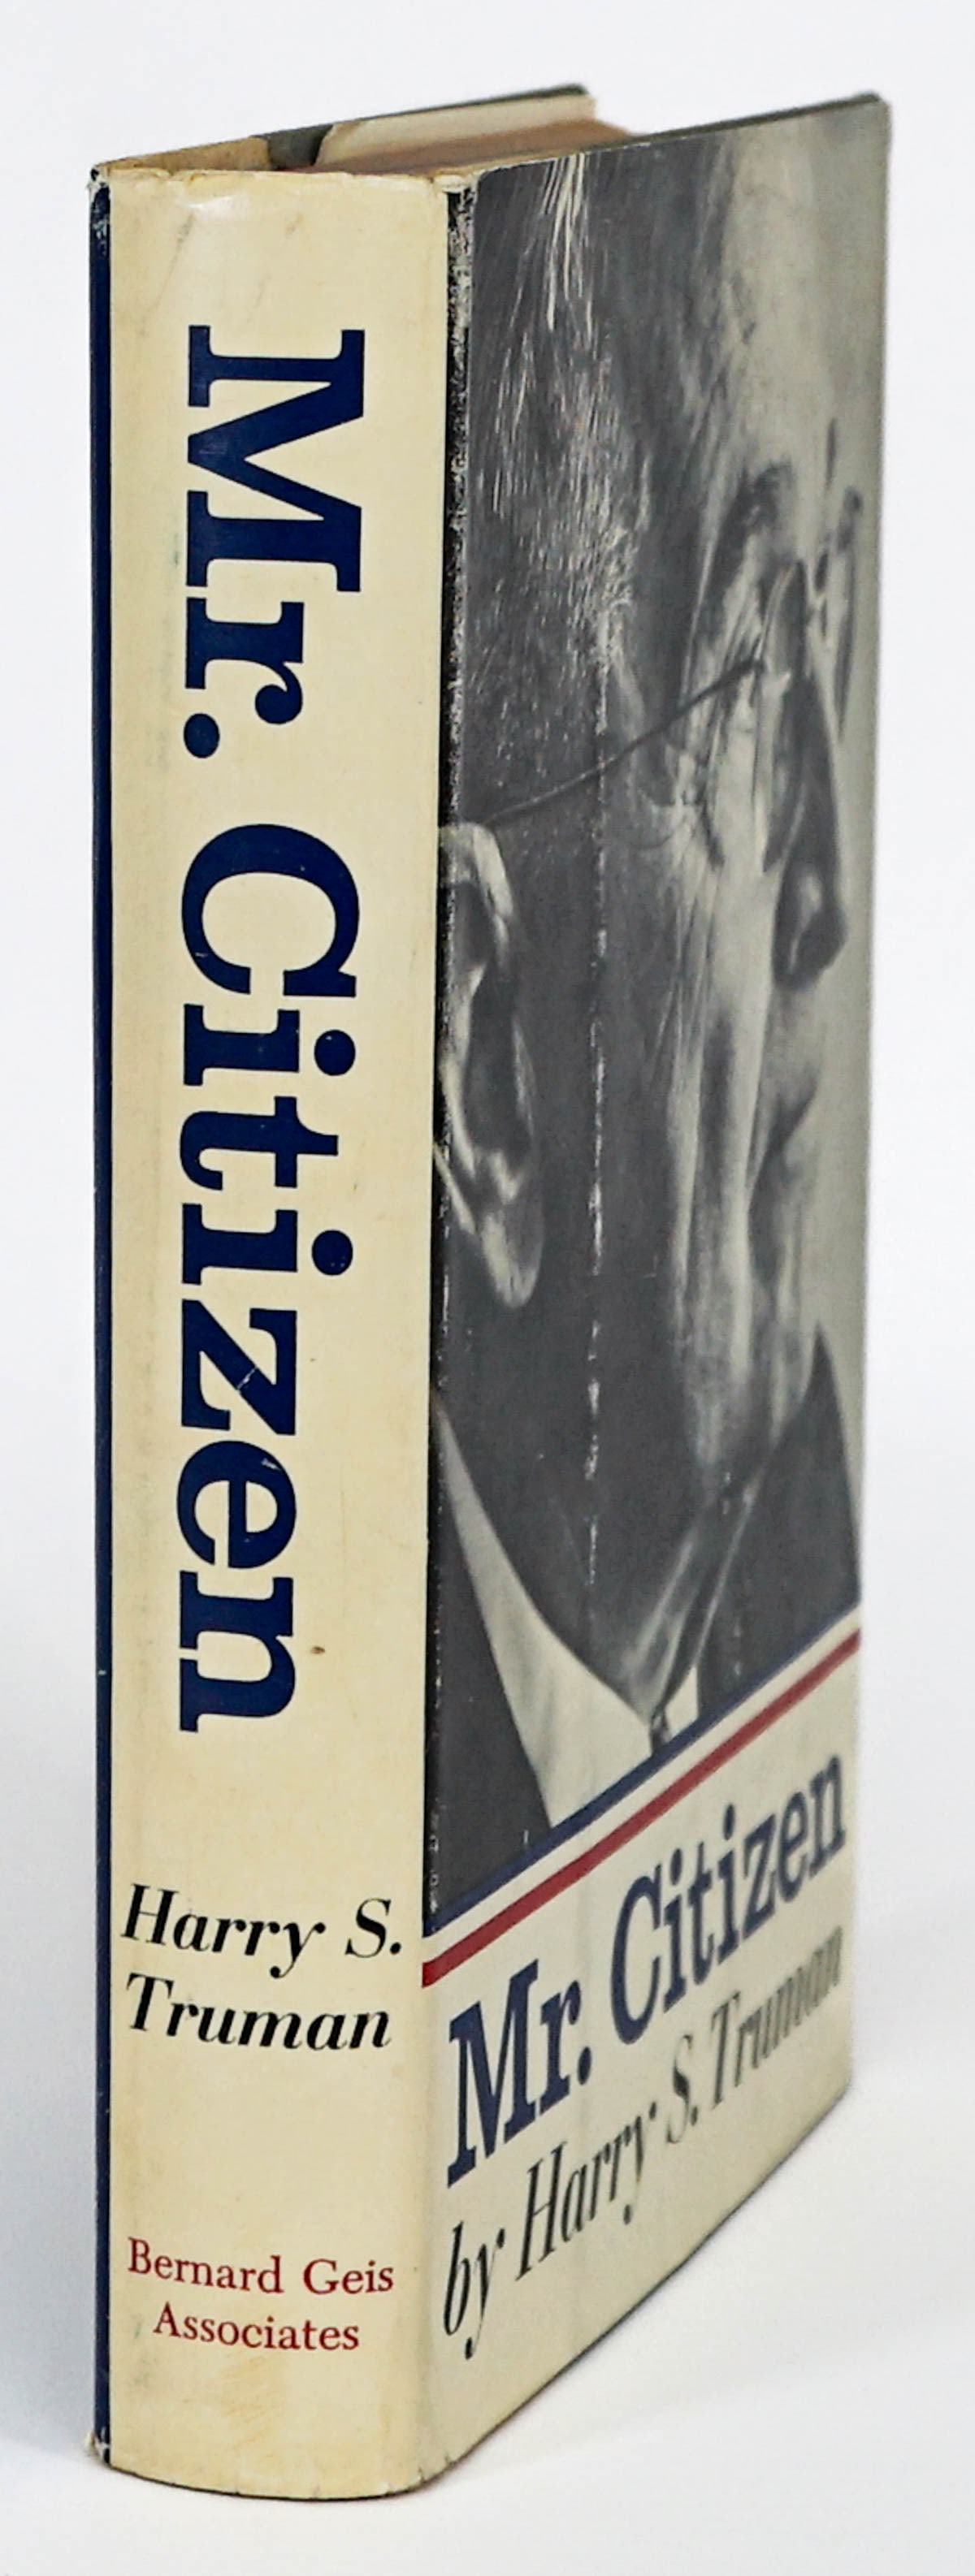 Mr. Citizen
Harry S.
Truman
Bernard Geis
Associates
Mr. Citizen
by Harry S. Truman